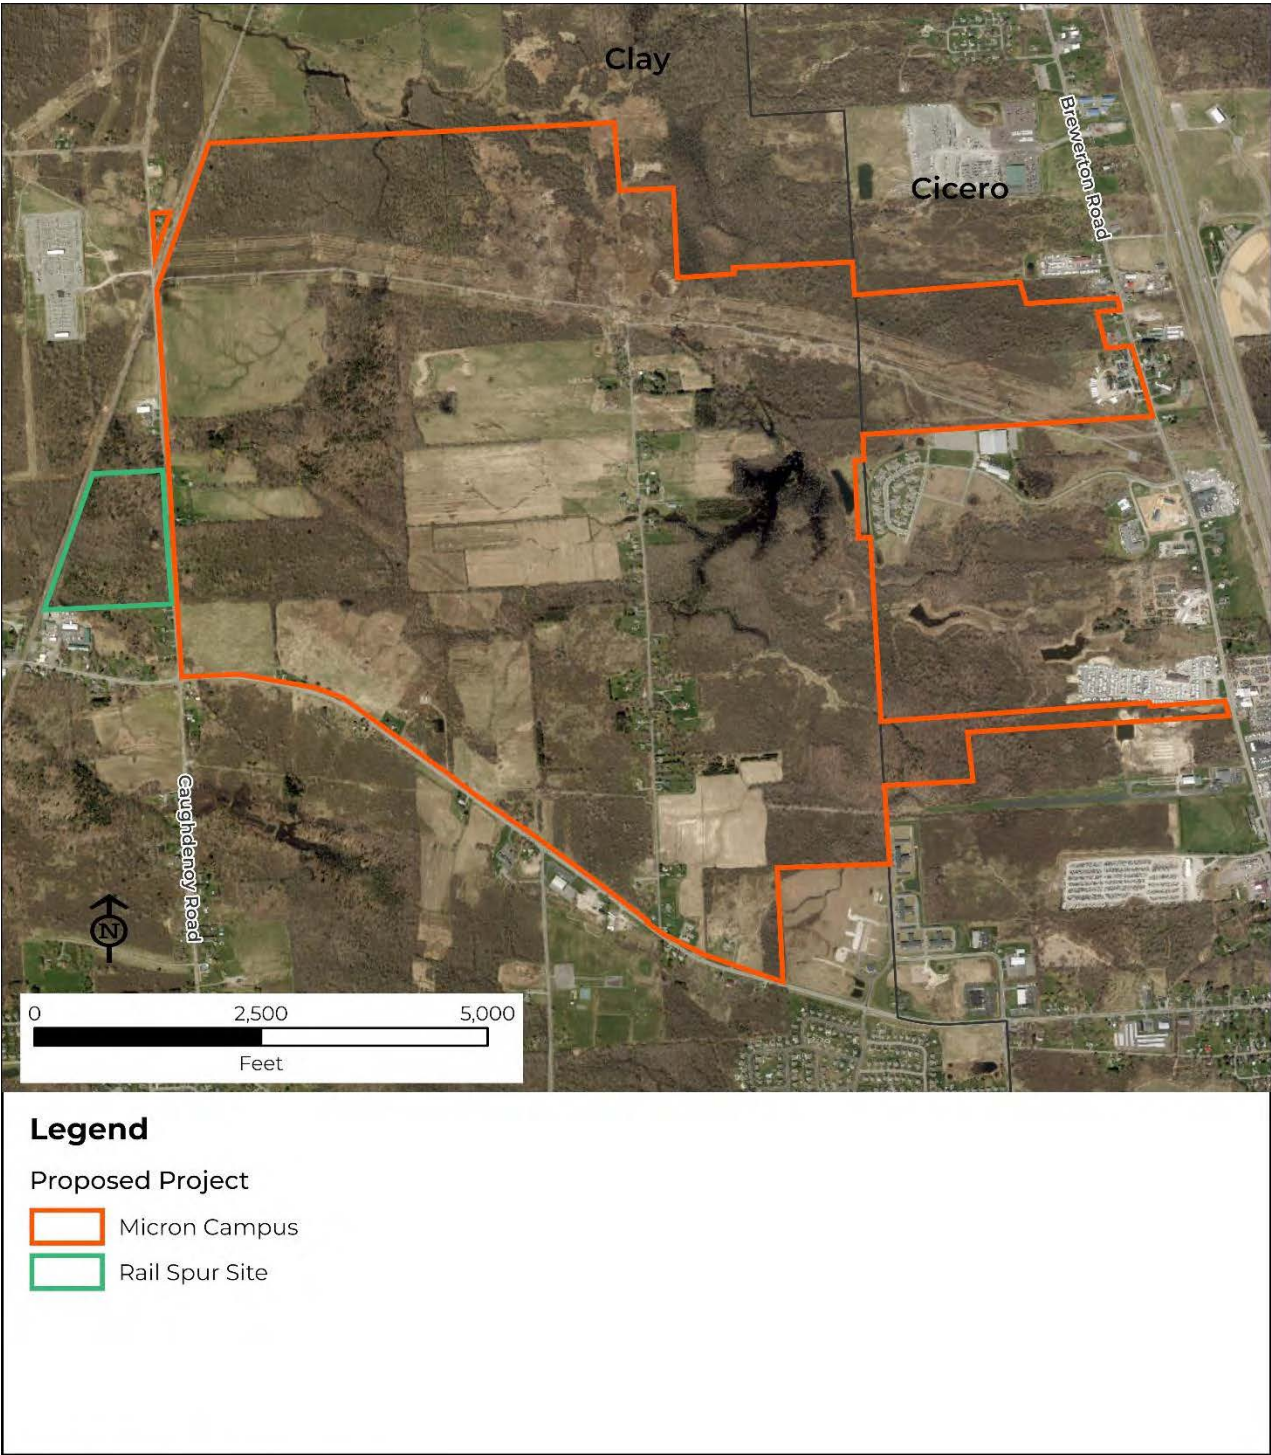 Clay
Cicero
Brewerton Road
Caughdenoy Road
N
0 2,500 5,000
Feet
Legend
Proposed Project
Micron Campus
Rail Spur Site